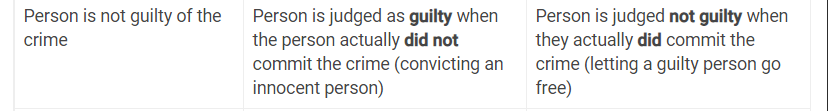 Person is not guilty of the
crime
Person is judged as guilty when
the person actually did not
commit the crime (convicting an
innocent person)
Person is judged not guilty when
they actually did commit the
crime (letting a guilty person go
free)